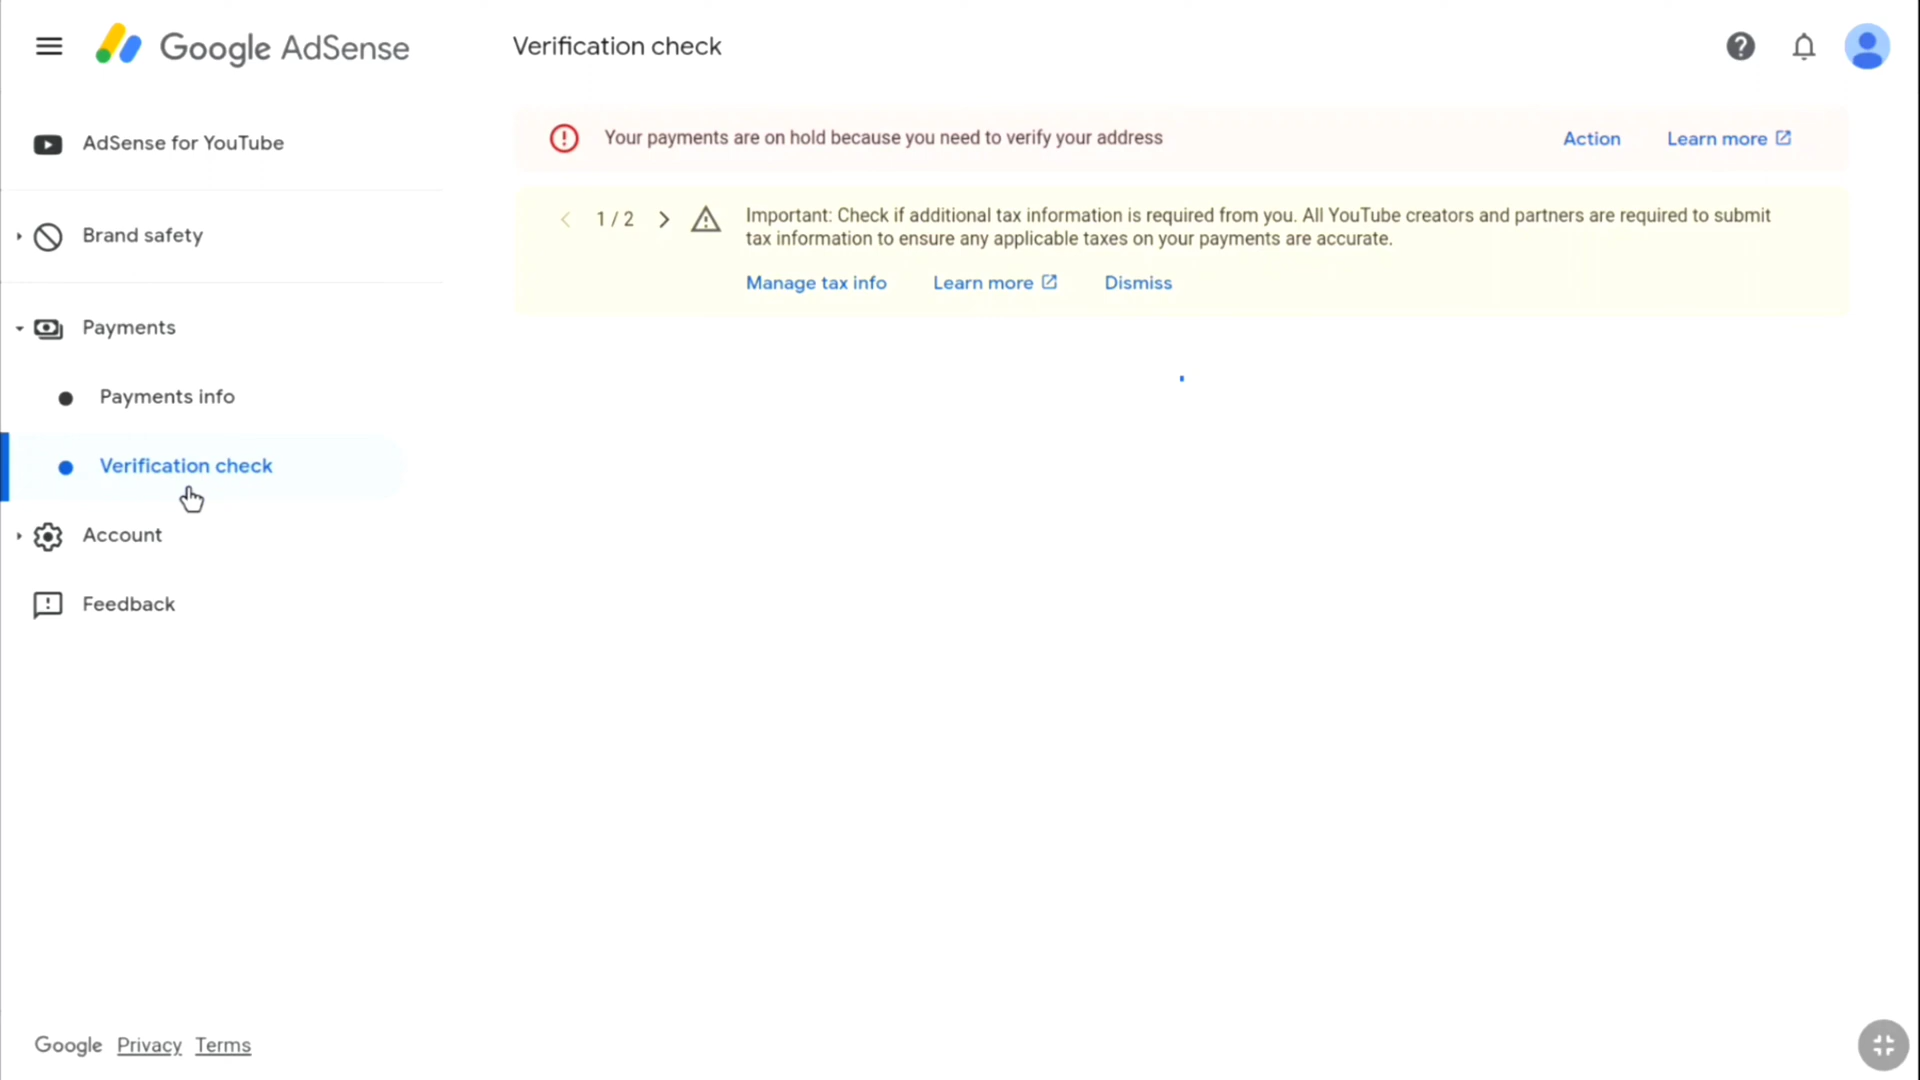 Google AdSense
Verification check
AdSense for YouTube
Brand safety
Payments
Payments info
Verification check
Account
Feedback
Your payments are on hold because you need to verify your address
Action
Learn more
1 / 2
Important: Check if additional tax information is required from you. All YouTube creators and partners are required to submit
tax information to ensure any applicable taxes on your payments are accurate.
Manage tax info
Learn more
Dismiss
Google Privacy Terms